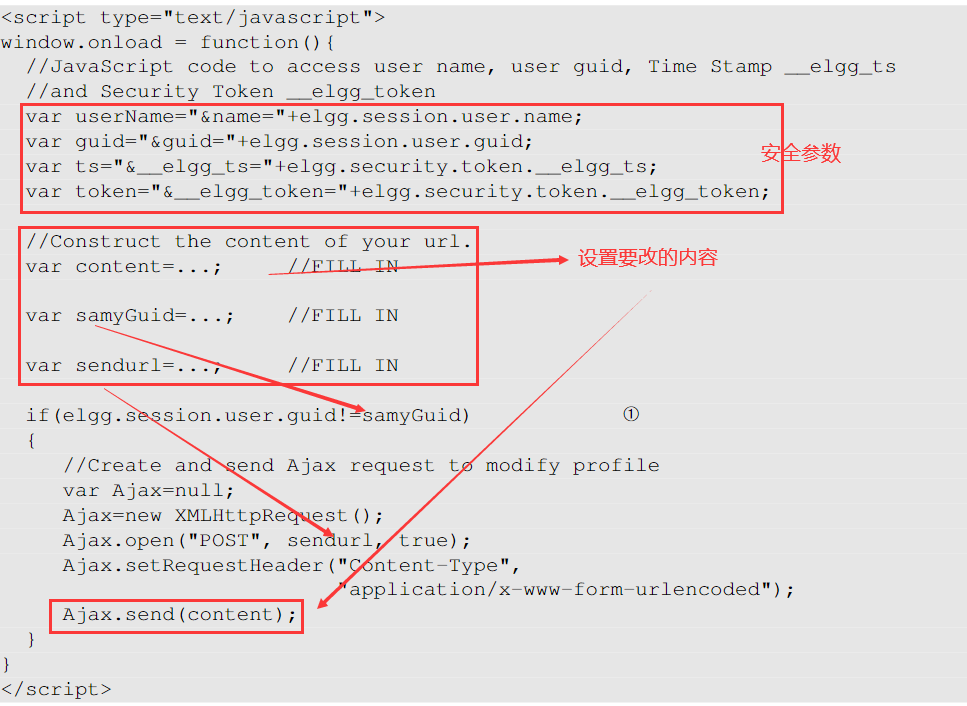 <script type="text/javascript">
window.onload = function(){
//JavaScript code to access user name, user guid, Time Stamp __elgg_ts
//and Security Token __elgg_token
var userName="&name="+elgg.session.user.name;
var guid="&guid="+elgg.session.user.guid;
安全参数
var ts="&__elgg_ts="+elgg.security.token.__elgg_ts;
var token="&__elgg_token="+elgg.security.token.__elgg_token;
//Construct the content of your url.
var content=...; //FILL IN
设置要改的内容
var samyGuid=...; //FILL IN
var sendurl=...; //FILL IN
if(elgg.session.user.guid!=samyGuid) ①
{
//Create and send Ajax request to modify profile
var Ajax=null;
Ajax=new XMLHttpRequest();
Ajax.open("POST", sendurl, true);
Ajax.setRequestHeader("Content-Type",
"application/x-www-form-urlencoded");
Ajax.send(content);
}
}
</script>